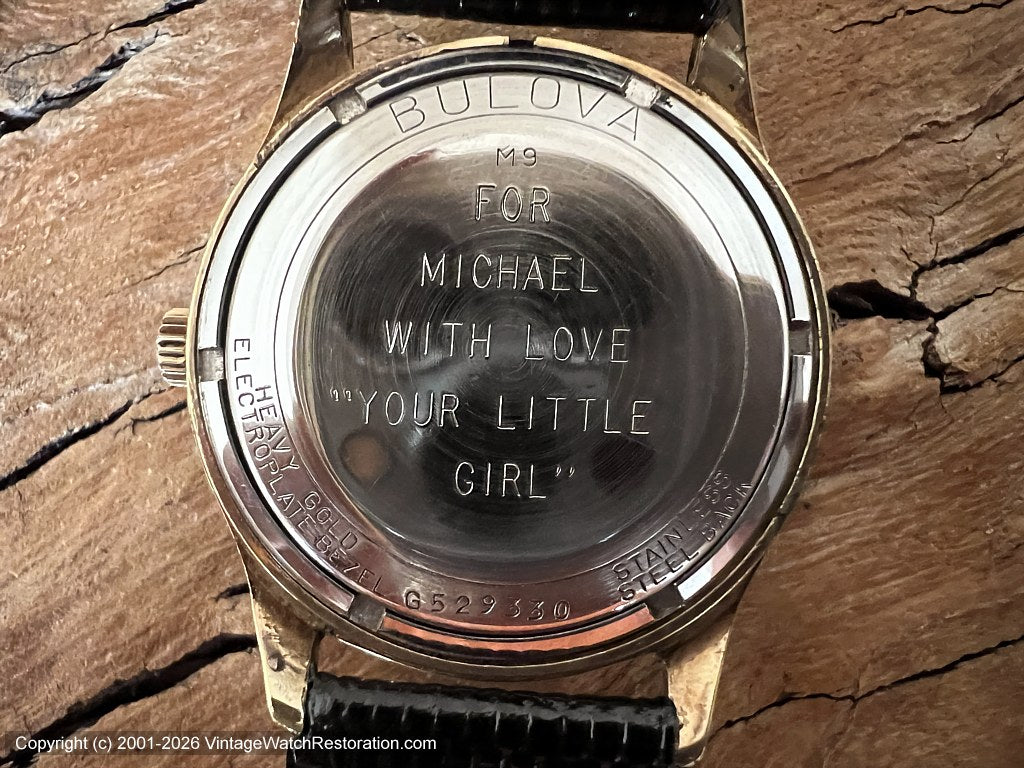 BULOVA
M9
FOR
MICHAEL
WITH LOVE
"YOUR LITTLE
GIRL"
HEAVY GOLD
ELECTROPLATE BEZEL
G529330
STAINLESS
STEEL BACK
Copyright (c) 2001-2026 VintageWatchRestoration.com